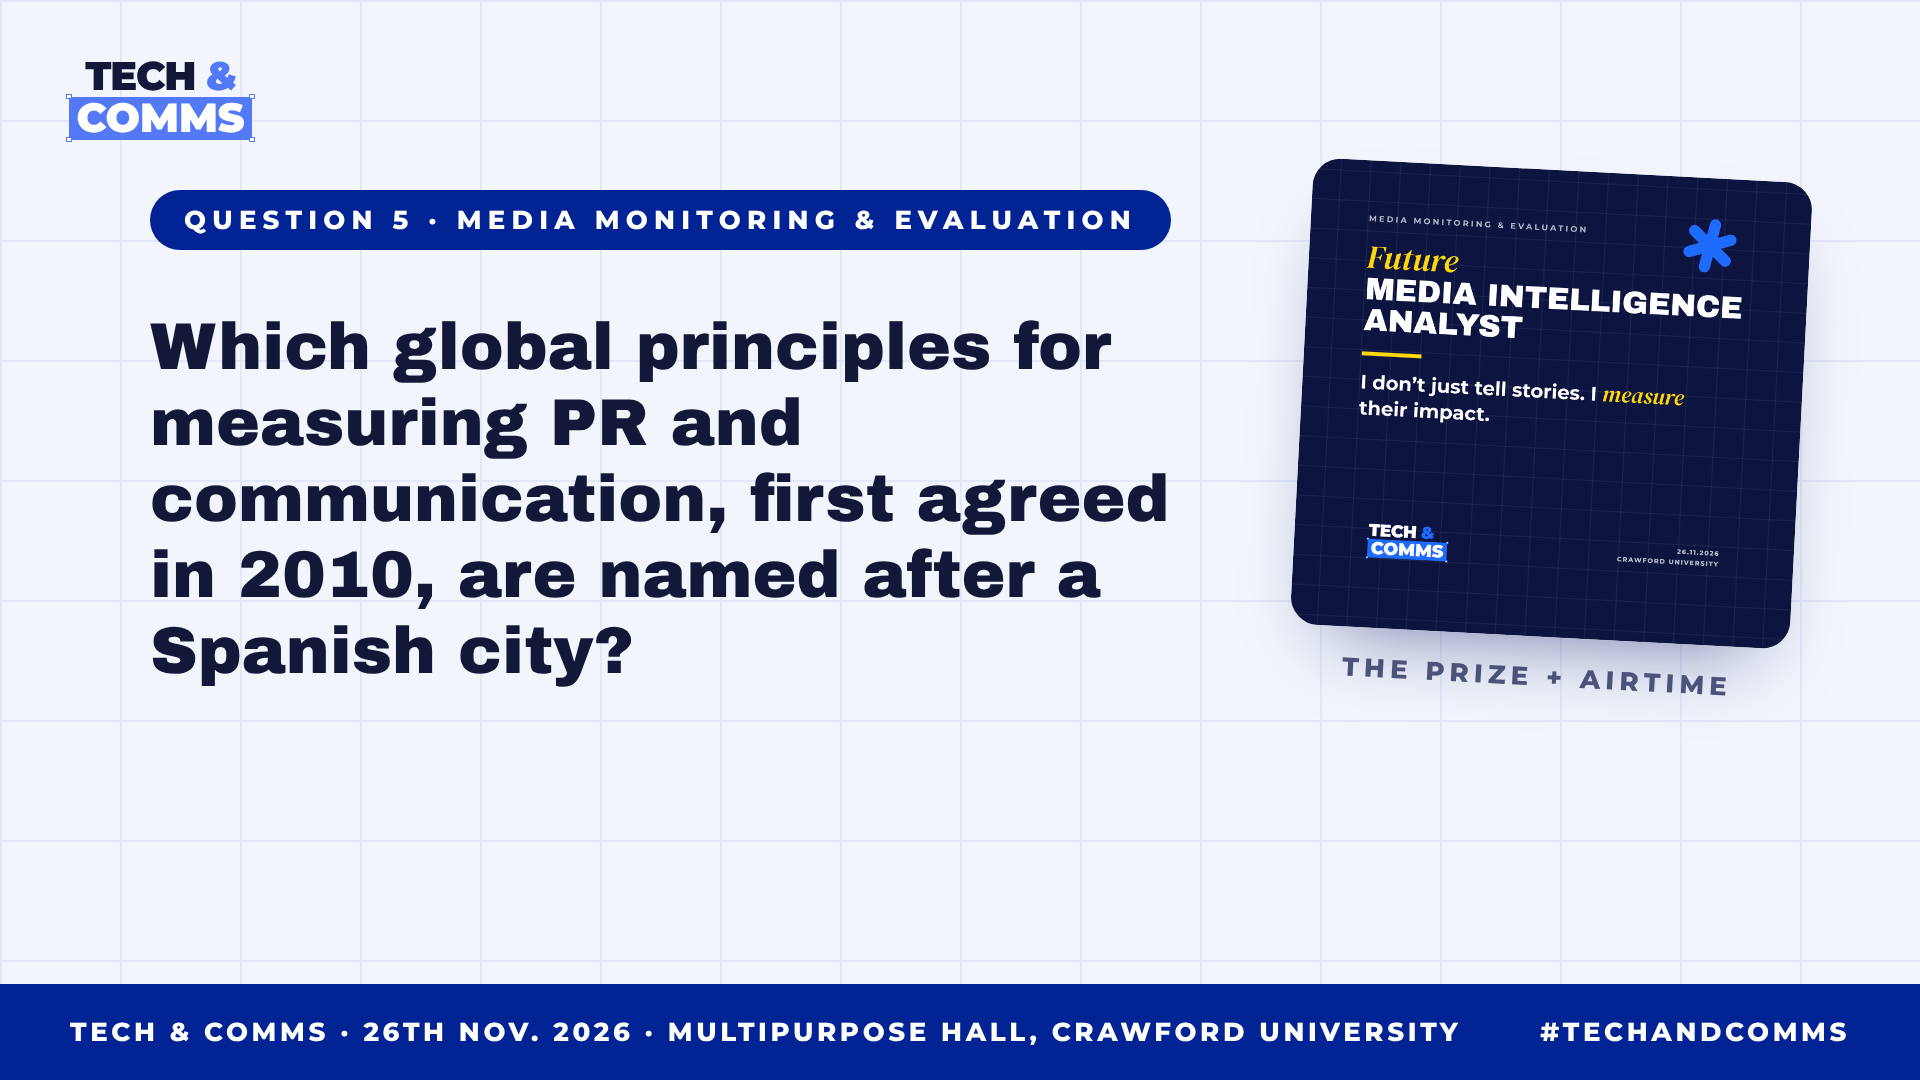 TECH &
COMMS
QUESTION 5 · MEDIA MONITORING & EVALUATION
Which global principles for
measuring PR and
communication, first agreed
in 2010, are named after a
Spanish city?
MEDIA MONITORING & EVALUATION
Future
MEDIA INTELLIGENCE
ANALYST
I don’t just tell stories. I measure
their impact.
TECH &
COMMS
26.11.2026
CRAWFORD UNIVERSITY
THE PRIZE + AIRTIME
TECH & COMMS · 26TH NOV. 2026 · MULTIPURPOSE HALL, CRAWFORD UNIVERSITY
#TECHANDCOMMS